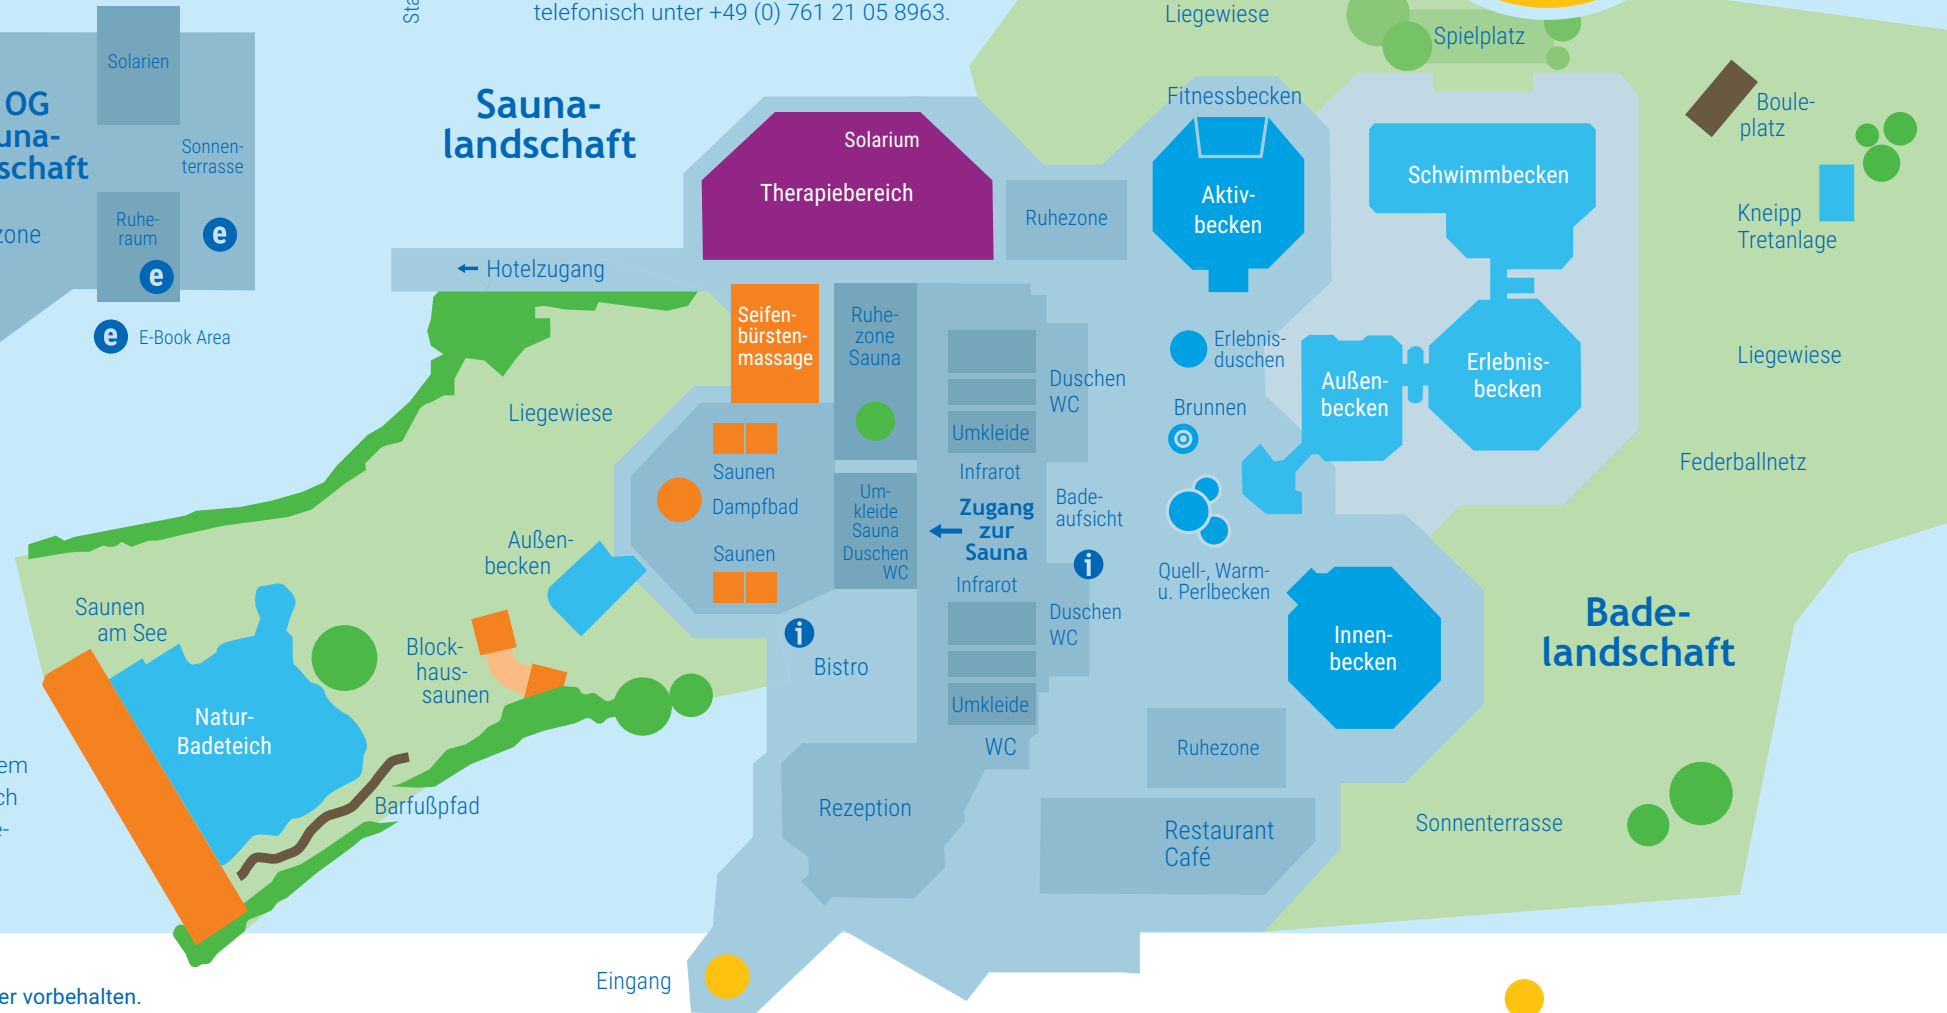 telefonisch unter +49 (0) 761 21 05 8963.
Solarien
OG
una-
schaft
Sonnen-
terrasse
Ruhe-
raum
e
e
zone
e E-Book Area
Sauna-
landschaft
Solarium
Therapiebereich
Ruhezone
← Hotelzugang
Seifen-
bürsten-
massage
Ruhe-
zone
Sauna
Liegewiese
Saunen
Dampfbad
Saunen
Um-
kleide
Sauna
Duschen
WC
Außen-
becken
Saunen
am See
Block-
haus-
saunen
Natur-
Badeteich
Barfußpfad
i
Bistro
Duschen
WC
Umkleide
Infrarot
← Zugang
zur
Sauna
Infrarot
Bade-
aufsicht
i
Duschen
WC
Umkleide
WC
Rezeption
Eingang
Liegewiese
Spielplatz
Fitnessbecken
Aktiv-
becken
Schwimmbecken
Boule-
platz
Kneipp
Tretanlage
Erlebnis-
duschen
Außen-
becken
Erlebnis-
becken
Liegewiese
Brunnen
Federballnetz
Quell-, Warm-
u. Perlbecken
Innen-
becken
Bade-
landschaft
Ruhezone
Restaurant
Café
Sonnenterrasse
em
ch
e-
er vorbehalten.